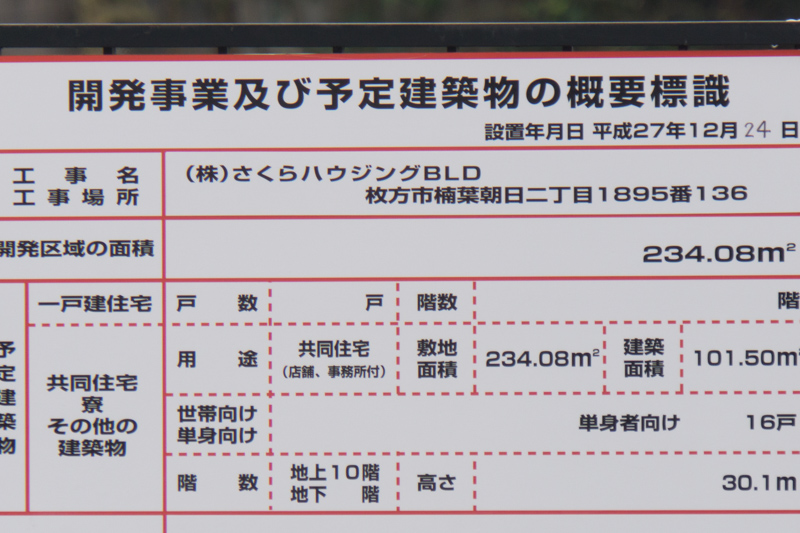 開発事業及び予定建築物の概要標識
設置年月日 平成27年12月24日
工事名 (株)さくらハウジングBLD
工事場所 枚方市楠葉朝日二丁目1895番136
開発区域の面積 234.08m²
予定建築物
一戸建住宅 戸数 戸 階数 階
共同住宅
寮
その他の
建築物
用途 共同住宅 敷地 234.08m² 建築 101.50m²
(店舗、事務所付) 面積 面積
世帯向け
単身向け 単身者向け 16戸
階数 地上10階 高さ 30.1m
地下 階